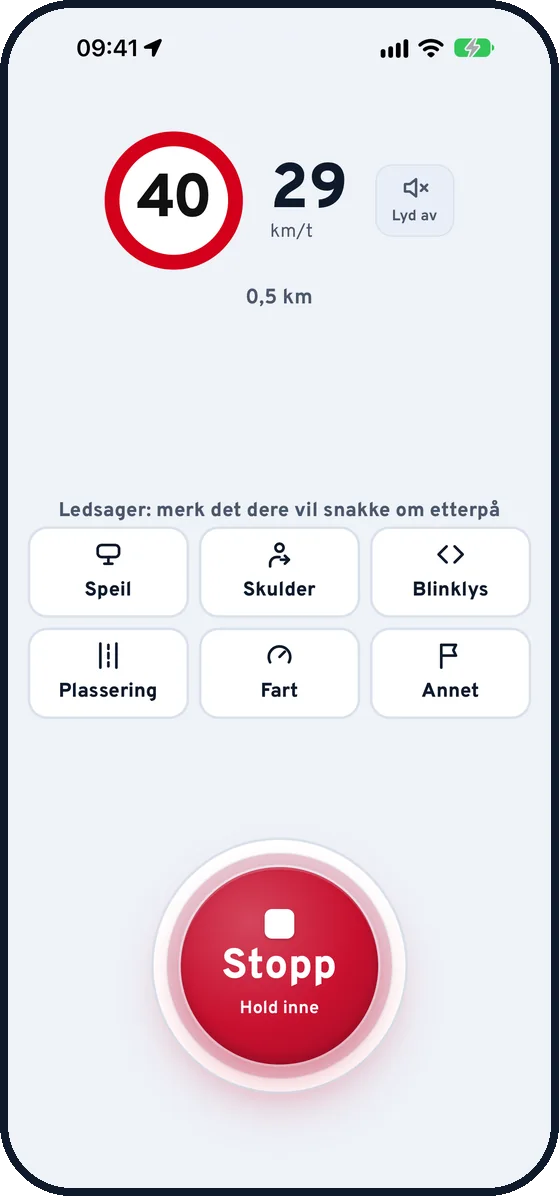 09:41
40
29
km/t
Lyd av
0,5 km
Ledsager: merk det dere vil snakke om etterpå
Speil
Skulder
Blinklys
Plassering
Fart
Annet
Stopp
Hold inne